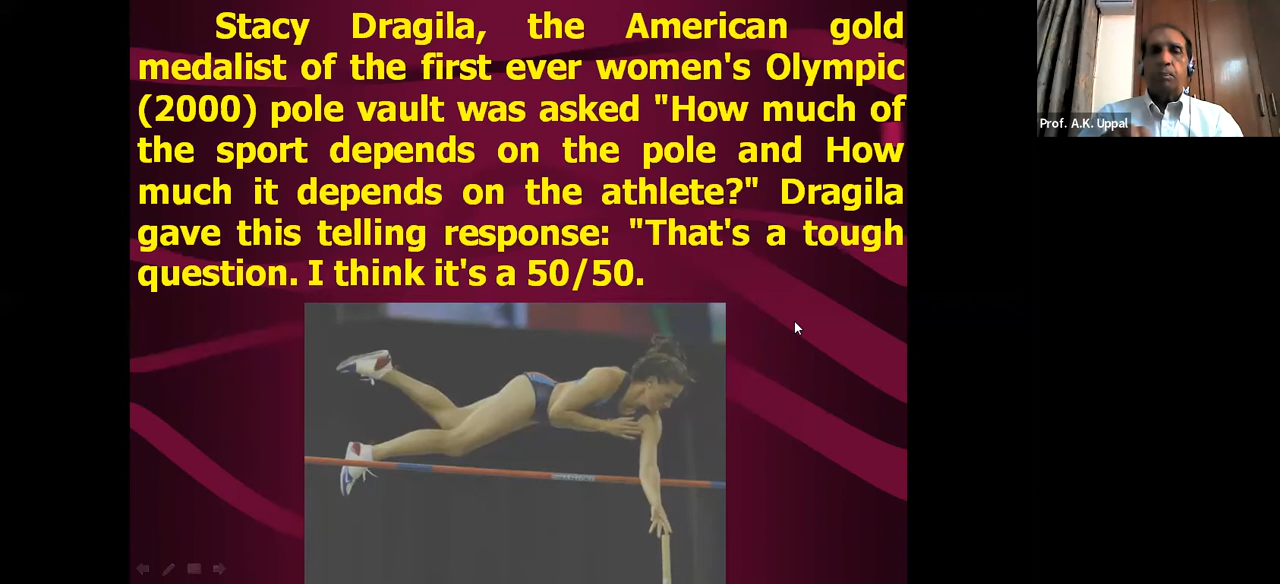 Stacy Dragila, the American gold
medalist of the first ever women's Olympic
(2000) pole vault was asked "How much of
the sport depends on the pole and How
much it depends on the athlete?" Dragila
gave this telling response: "That's a tough
question. I think it's a 50/50.
Prof. A.K. Uppal